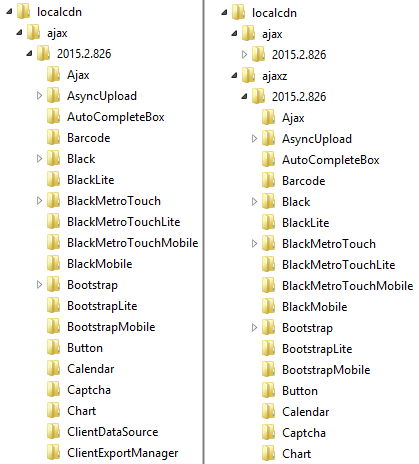 localcdn
ajax
2015.2.826
Ajax
AsyncUpload
AutoCompleteBox
Barcode
Black
BlackLite
BlackMetroTouch
BlackMetroTouchLite
BlackMetroTouchMobile
BlackMobile
Bootstrap
BootstrapLite
BootstrapMobile
Button
Calendar
Captcha
Chart
ClientDataSource
ClientExportManager
localcdn
ajax
2015.2.826
ajaxz
2015.2.826
Ajax
AsyncUpload
AutoCompleteBox
Barcode
Black
BlackLite
BlackMetroTouch
BlackMetroTouchLite
BlackMetroTouchMobile
BlackMobile
Bootstrap
BootstrapLite
BootstrapMobile
Button
Calendar
Captcha
Chart